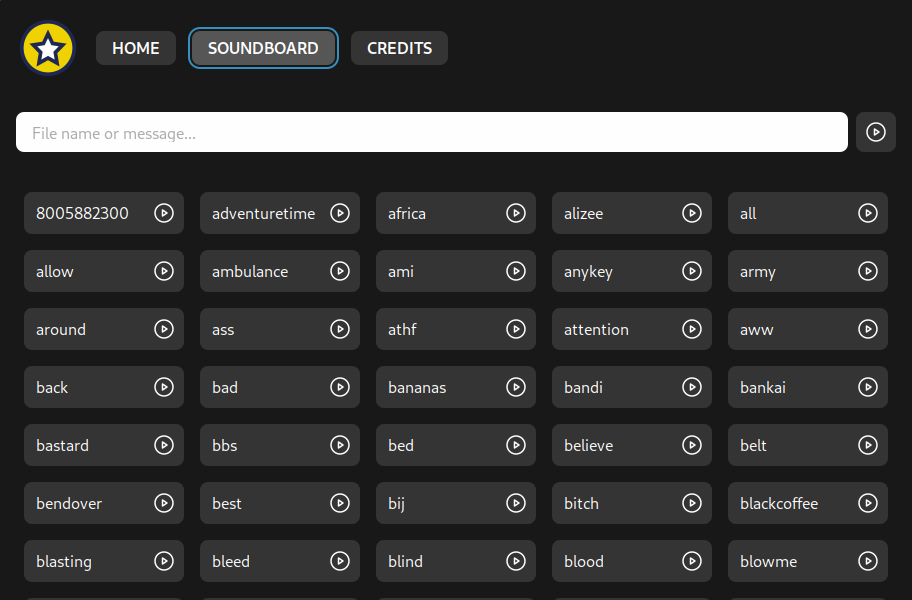 HOME SOUNDBOARD CREDITS
File name or message...
8005882300 adventuretime africa alizee all
allow ambulance ami anykey army
around ass athf attention aww
back bad bananas bandi bankai
bastard bbs bed believe belt
bendover best bij bitch blackcoffee
blasting bleed blind blood blowme